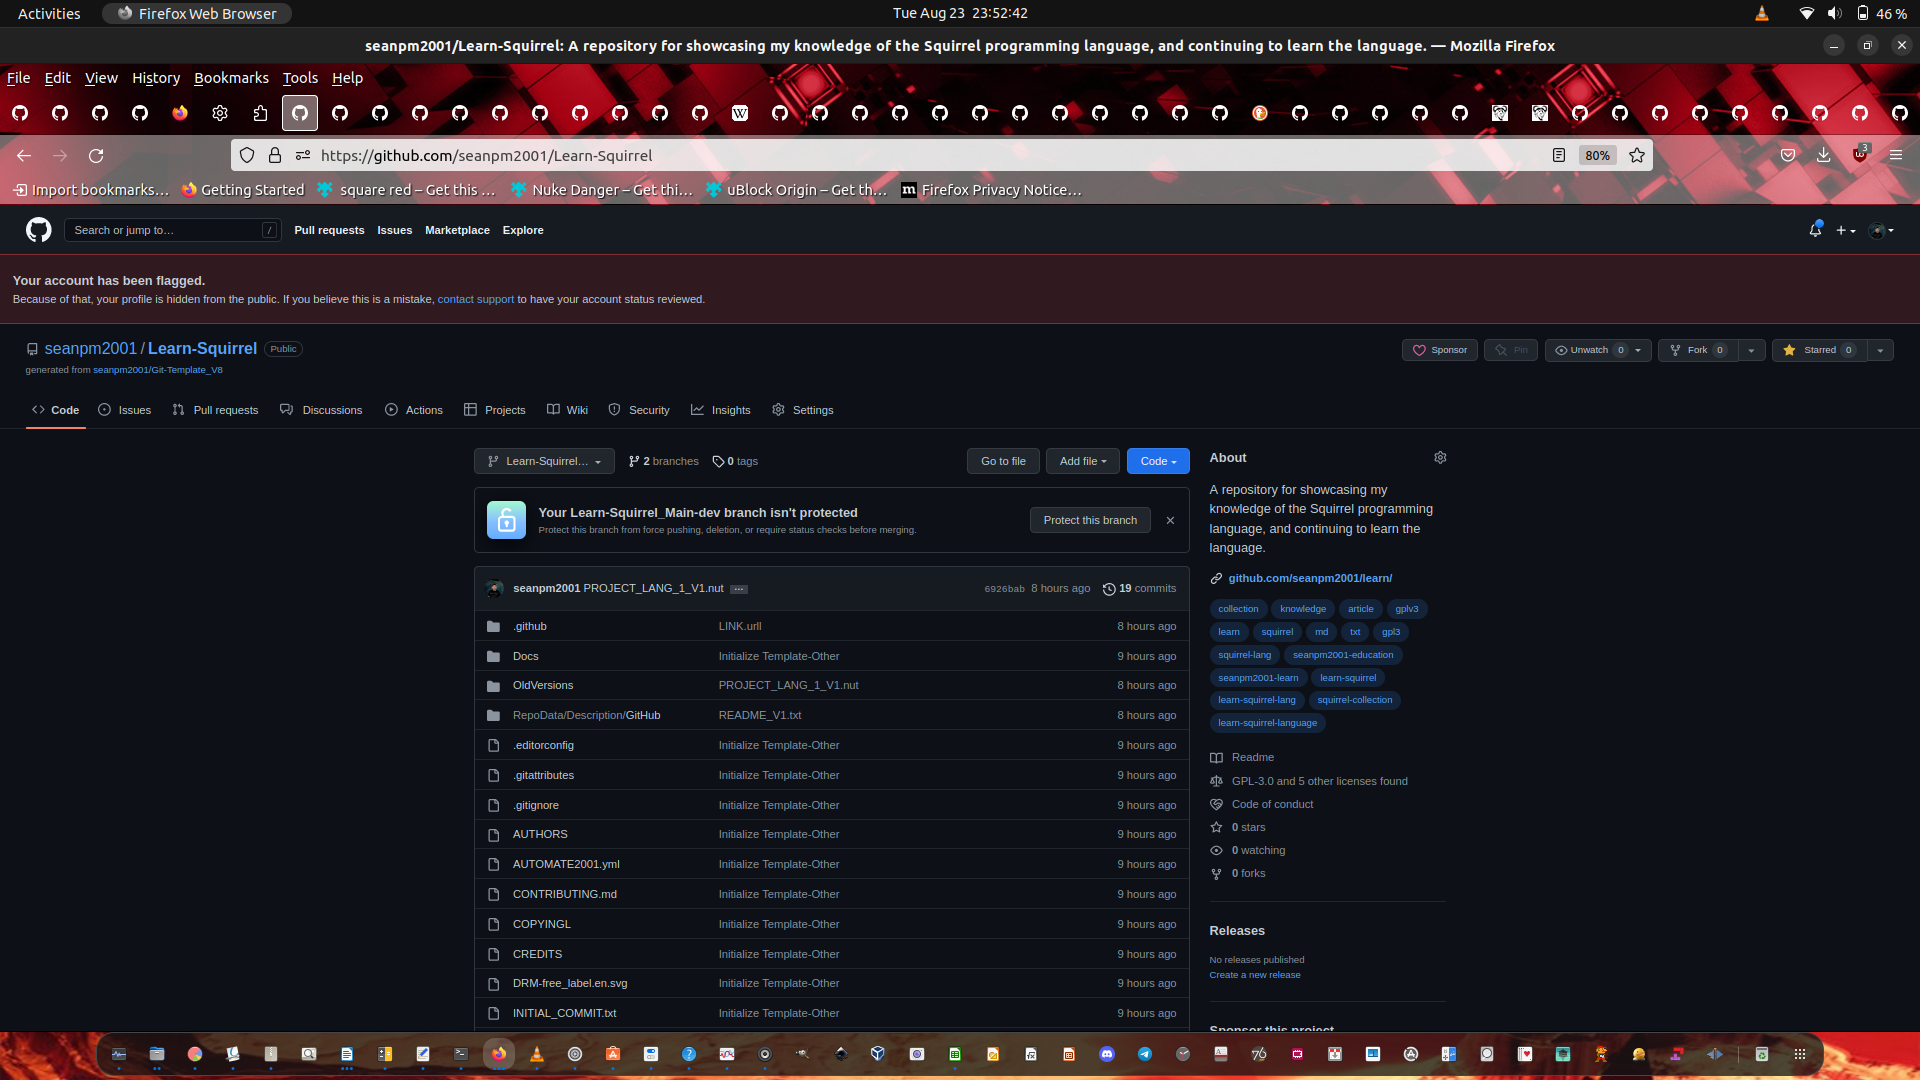 Activities Firefox Web Browser Tue Aug 23 23:52:42 46 %
seanpm2001/Learn-Squirrel: A repository for showcasing my knowledge of the Squirrel programming language, and continuing to learn the language. — Mozilla Firefox
File Edit View History Bookmarks Tools Help
https://github.com/seanpm2001/Learn-Squirrel 80% 3
Import bookmarks… Getting Started square red – Get this … Nuke Danger – Get thi… uBlock Origin – Get th… Firefox Privacy Notice…
Search or jump to… / Pull requests Issues Marketplace Explore
Your account has been flagged.
Because of that, your profile is hidden from the public. If you believe this is a mistake, contact support to have your account status reviewed.
seanpm2001 / Learn-Squirrel Public Sponsor Pin Unwatch 0 Fork 0 Starred 0
generated from seanpm2001/Git-Template_V8
Code Issues Pull requests Discussions Actions Projects Wiki Security Insights Settings
Learn-Squirrel… 2 branches 0 tags Go to file Add file Code
Your Learn-Squirrel_Main-dev branch isn't protected
Protect this branch from force pushing, deletion, or require status checks before merging.
Protect this branch
seanpm2001 PROJECT_LANG_1_V1.nut … 6926bab 8 hours ago 19 commits
.github LINK.urll 8 hours ago
Docs Initialize Template-Other 9 hours ago
OldVersions PROJECT_LANG_1_V1.nut 8 hours ago
RepoData/Description/GitHub README_V1.txt 8 hours ago
.editorconfig Initialize Template-Other 9 hours ago
.gitattributes Initialize Template-Other 9 hours ago
.gitignore Initialize Template-Other 9 hours ago
AUTHORS Initialize Template-Other 9 hours ago
AUTOMATE2001.yml Initialize Template-Other 9 hours ago
CONTRIBUTING.md Initialize Template-Other 9 hours ago
COPYINGL Initialize Template-Other 9 hours ago
CREDITS Initialize Template-Other 9 hours ago
DRM-free_label.en.svg Initialize Template-Other 9 hours ago
INITIAL_COMMIT.txt Initialize Template-Other 9 hours ago
About
A repository for showcasing my
knowledge of the Squirrel programming
language, and continuing to learn the
language.
github.com/seanpm2001/learn/
collection knowledge article gplv3
learn squirrel md txt gpl3
squirrel-lang seanpm2001-education
seanpm2001-learn learn-squirrel
learn-squirrel-lang squirrel-collection
learn-squirrel-language
Readme
GPL-3.0 and 5 other licenses found
Code of conduct
0 stars
0 watching
0 forks
Releases
No releases published
Create a new release
Sponsor this project